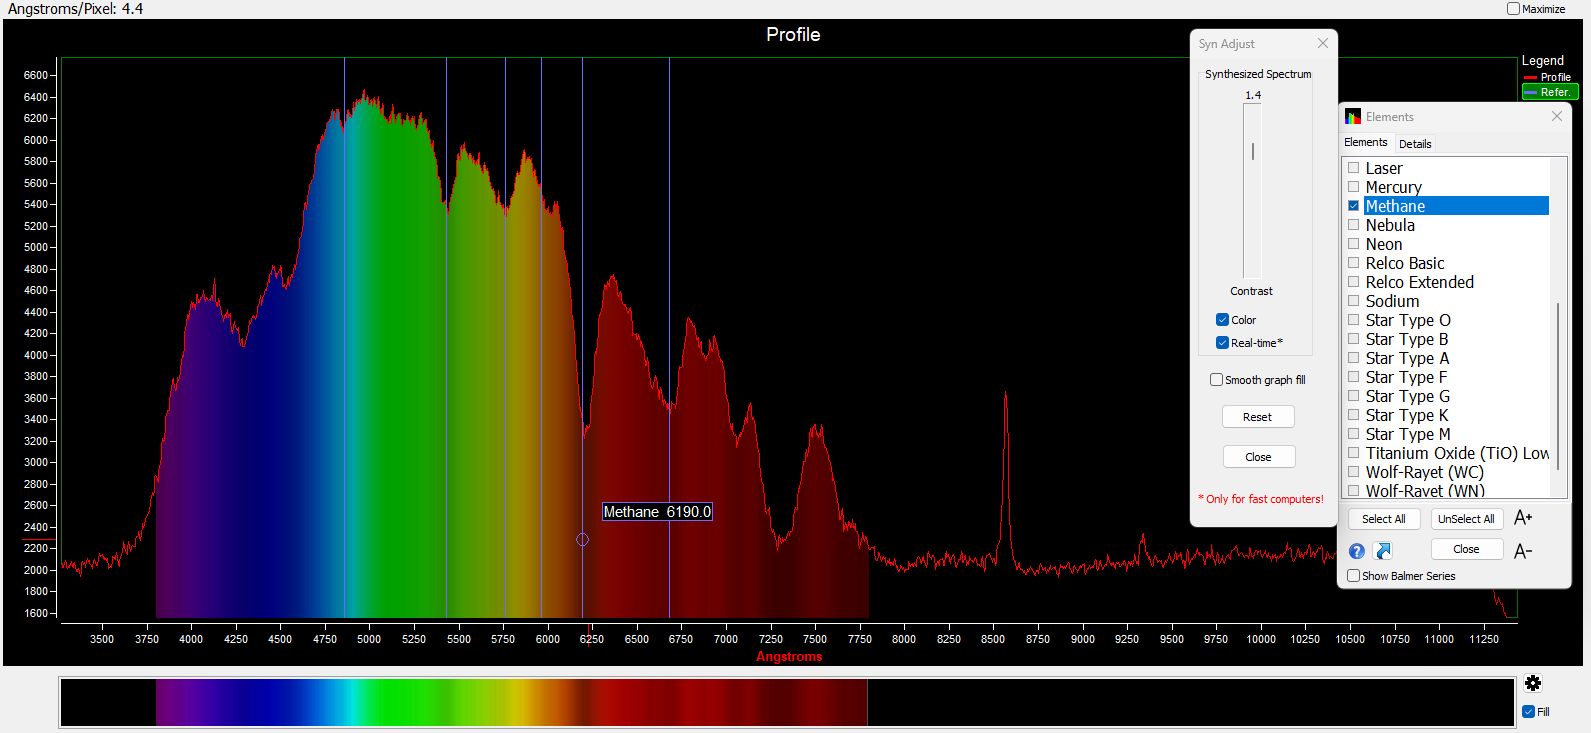 Angstroms/Pixel: 4.4
Maximize
Profile
Legend
Profile
Refer.
6600
6400
6200
6000
5800
5600
5400
5200
5000
4800
4600
4400
4200
4000
3800
3600
3400
3200
3000
2800
2600
2400
2200
2000
1800
1600
Methane 6190.0
3500 3750 4000 4250 4500 4750 5000 5250 5500 5750 6000 6250 6500 6750 7000 7250 7500 7750 8000 8250 8500 8750 9000 9250 9500 9750 10000 10250 10500 10750 11000 11250
Angstroms
Syn Adjust
Synthesized Spectrum
1.4
Contrast
Color
Real-time*
Smooth graph fill
Reset
Close
* Only for fast computers!
Elements
Elements Details
Laser
Mercury
Methane
Nebula
Neon
Relco Basic
Relco Extended
Sodium
Star Type O
Star Type B
Star Type A
Star Type F
Star Type G
Star Type K
Star Type M
Titanium Oxide (TiO) Low
Wolf-Rayet (WC)
Wolf-Rayet (WN)
Select All UnSelect All A+
? Close A-
Show Balmer Series
Fill